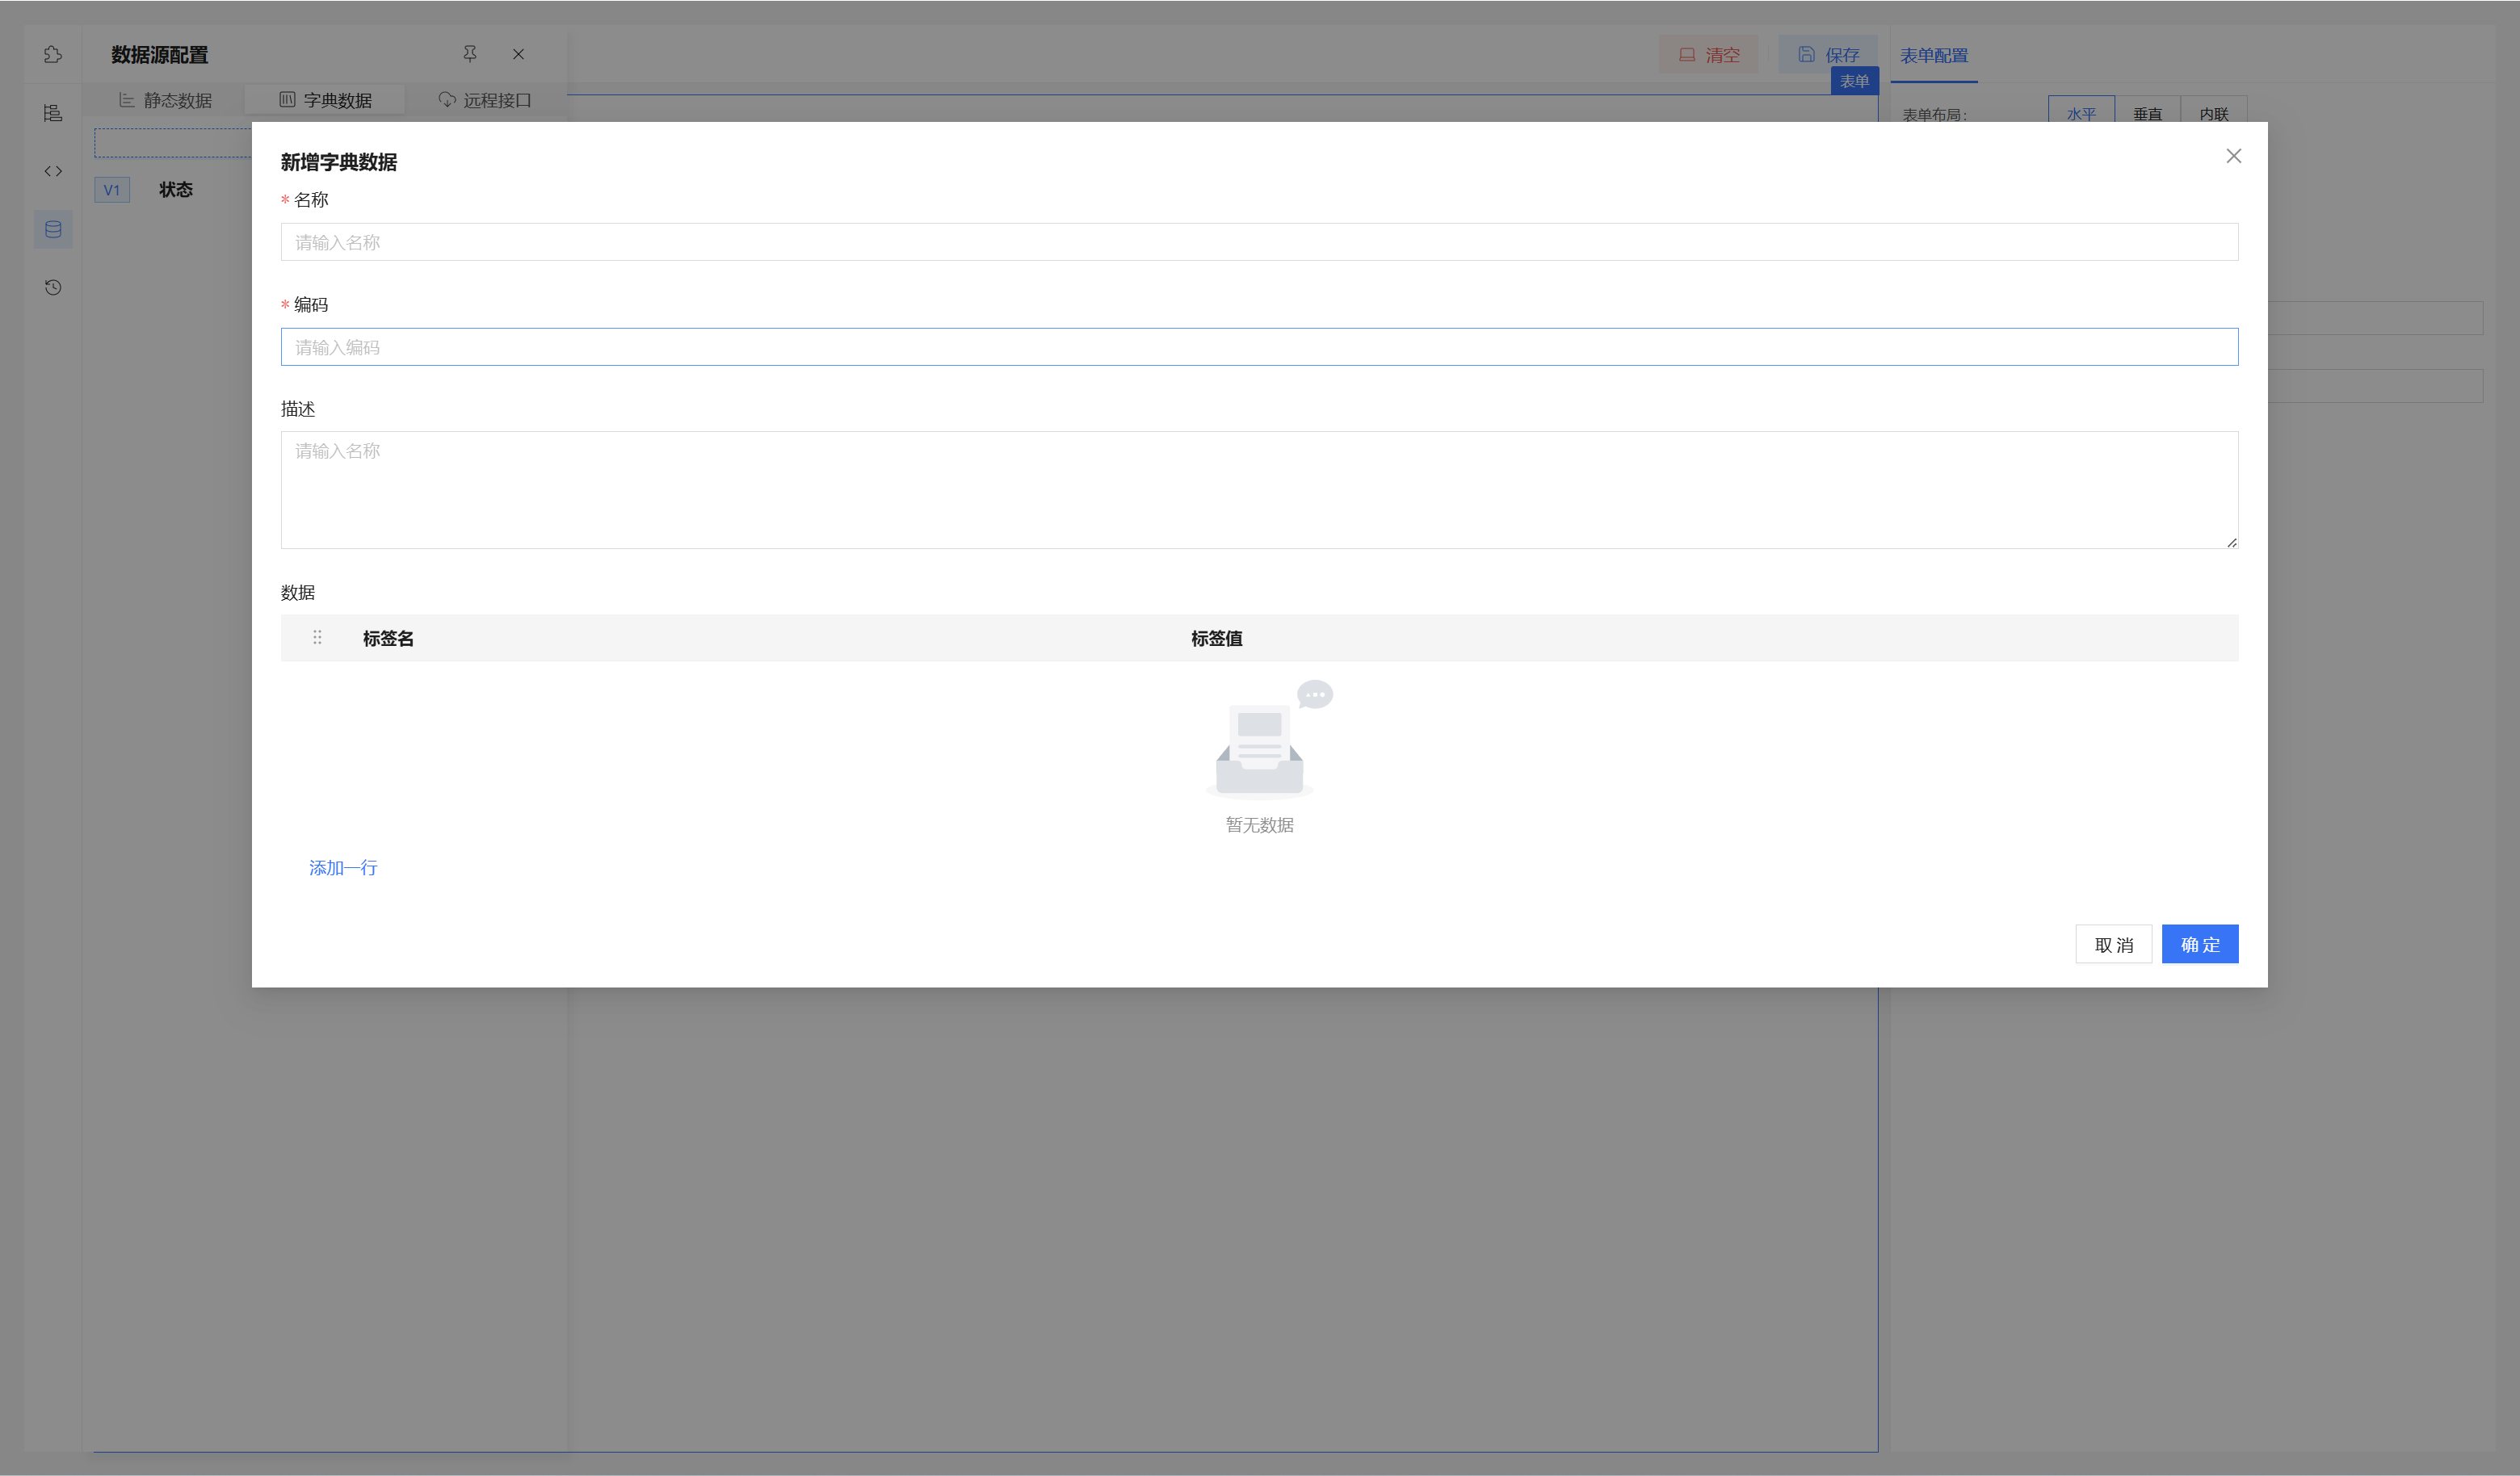 数据源配置
清空
保存
表单配置
表单
静态数据
字典数据
远程接口
表单布局:
水平
垂直
内联
V1
状态
新增字典数据
* 名称
请输入名称
* 编码
请输入编码
描述
请输入名称
数据
标签名
标签值
暂无数据
添加一行
取 消
确 定